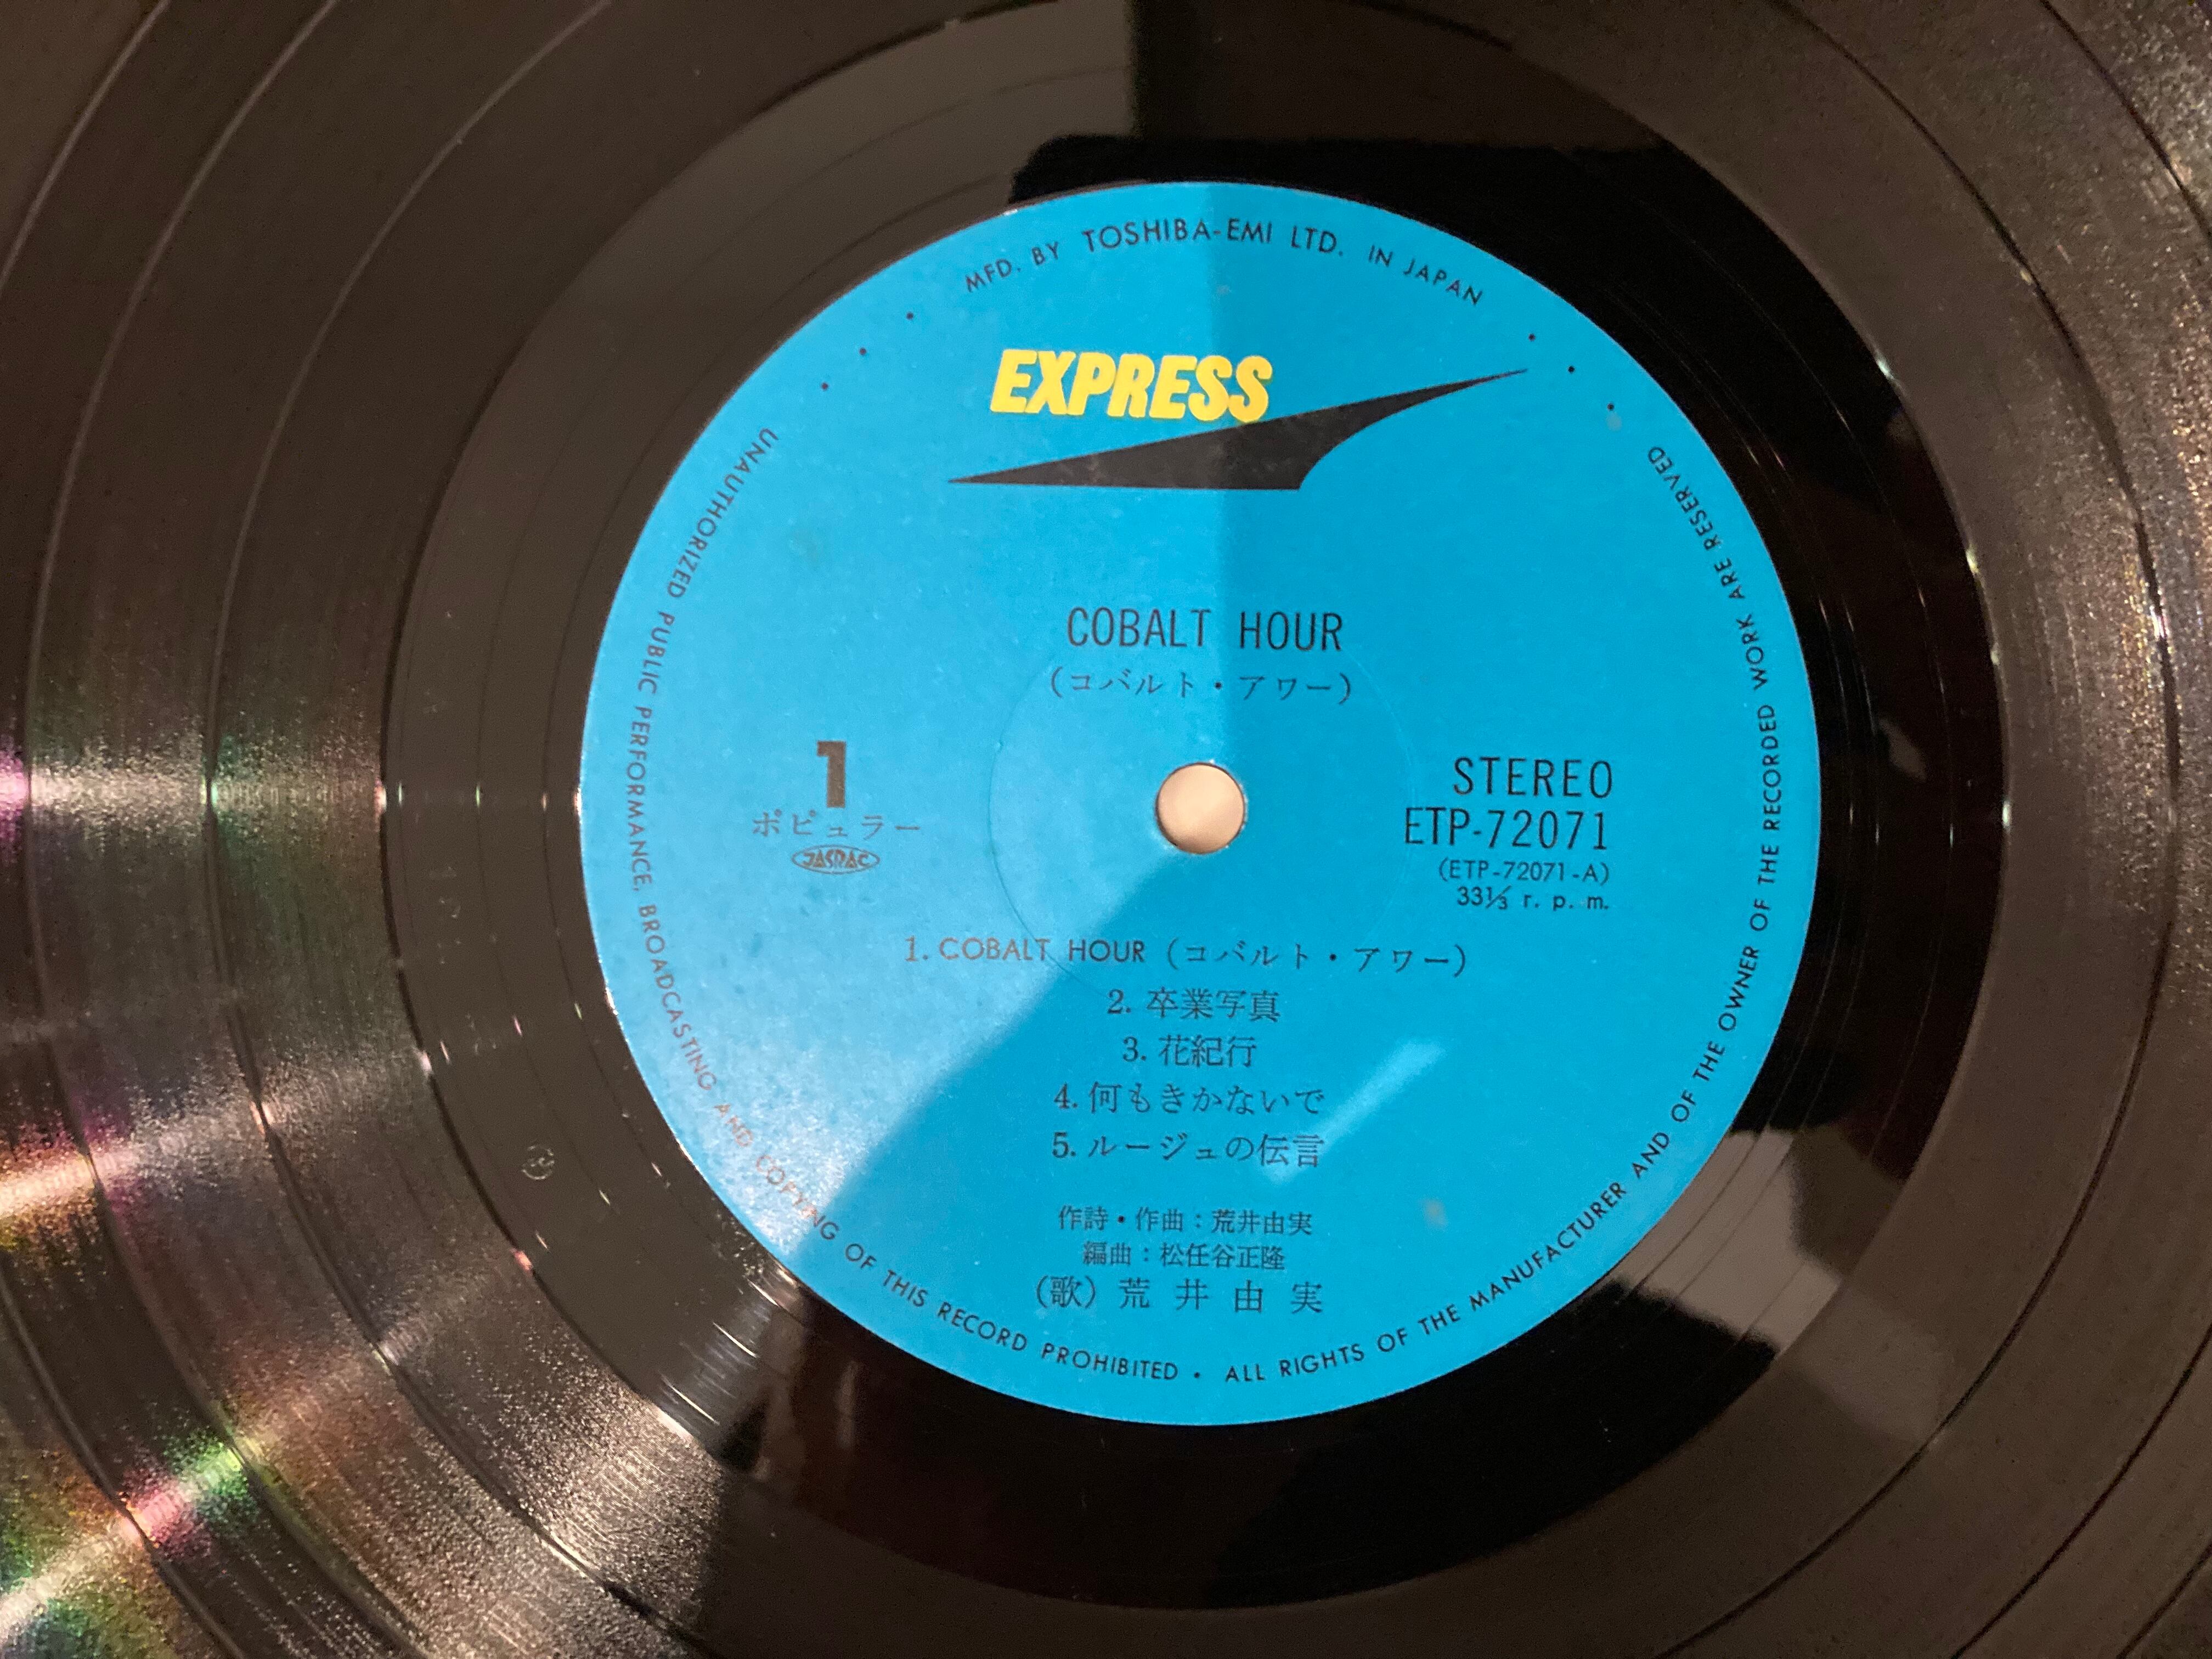 MFD. BY TOSHIBA-EMI LTD. IN JAPAN
EXPRESS
COBALT HOUR
(コバルト・アワー)
1
ポピュラー
JASRAC
STEREO
ETP-72071
(ETP-72071-A)
33⅓ r. p. m.
1. COBALT HOUR (コバルト・アワー)
2. 卒業写真
3. 花紀行
4. 何もきかないで
5. ルージュの伝言
作詩・作曲：荒井由実
編曲：松任谷正隆
(歌) 荒井由実
UNAUTHORIZED PUBLIC PERFORMANCE, BROADCASTING AND COPYING OF THIS RECORD PROHIBITED • ALL RIGHTS OF THE MANUFACTURER AND OF THE OWNER OF THE RECORDED WORK ARE RESERVED